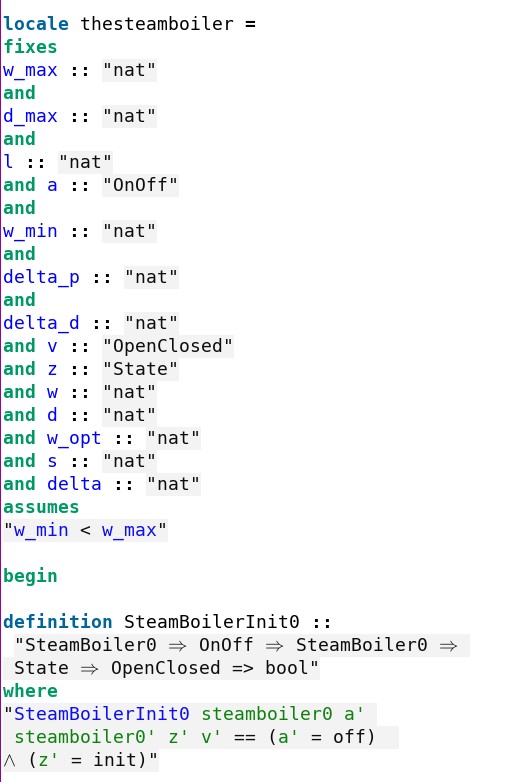 locale thesteamboiler =
fixes
w_max :: "nat"
and
d_max :: "nat"
and
l :: "nat"
and a :: "OnOff"
and
w_min :: "nat"
and
delta_p :: "nat"
and
delta_d :: "nat"
and v :: "OpenClosed"
and z :: "State"
and w :: "nat"
and d :: "nat"
and w_opt :: "nat"
and s :: "nat"
and delta :: "nat"
assumes
"w_min < w_max"
begin
definition SteamBoilerInit0 ::
"SteamBoiler0 ⇒ OnOff ⇒ SteamBoiler0 ⇒
State ⇒ OpenClosed => bool"
where
"SteamBoilerInit0 steamboiler0 a'
steamboiler0' z' v' == (a' = off)
∧ (z' = init)"